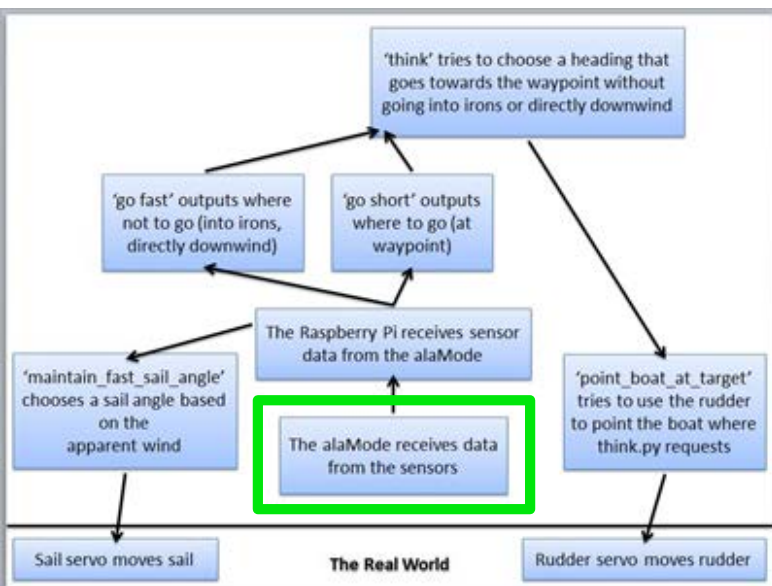 ‘think’ tries to choose a heading that
goes towards the waypoint without
going into irons or directly downwind
‘go fast’ outputs where
not to go (into irons,
directly downwind)
‘go short’ outputs
where to go (at
waypoint)
The Raspberry Pi receives sensor
data from the alaMode
‘maintain_fast_sail_angle’
chooses a sail angle based
on the
apparent wind
‘point_boat_at_target’
tries to use the rudder
to point the boat where
think.py requests
The alaMode receives data
from the sensors
Sail servo moves sail
The Real World
Rudder servo moves rudder